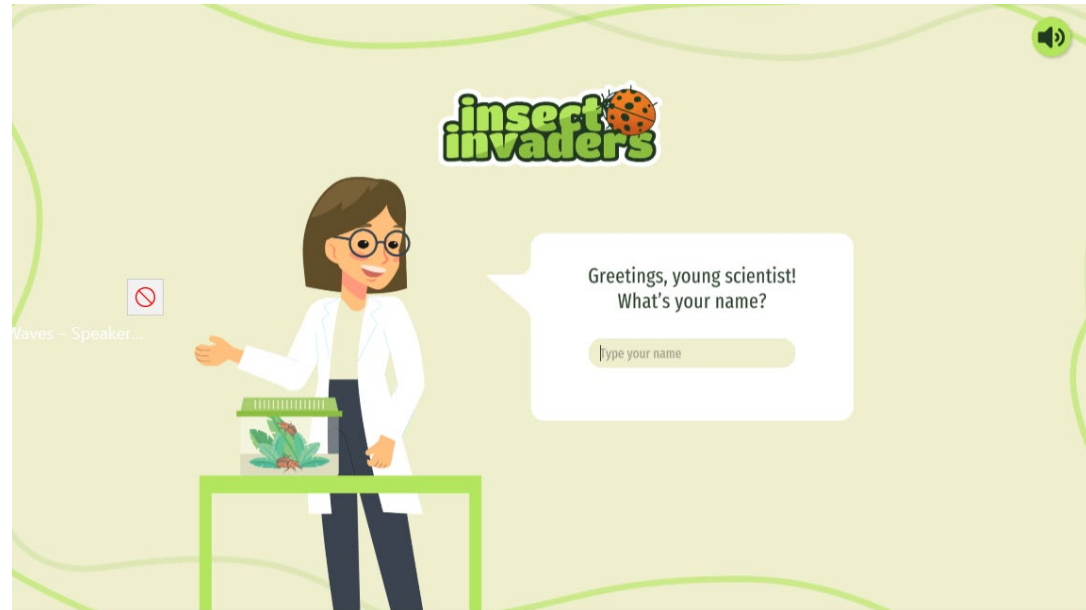 insect
invaders
Greetings, young scientist!
What's your name?
Type your name
Waves – Speaker...